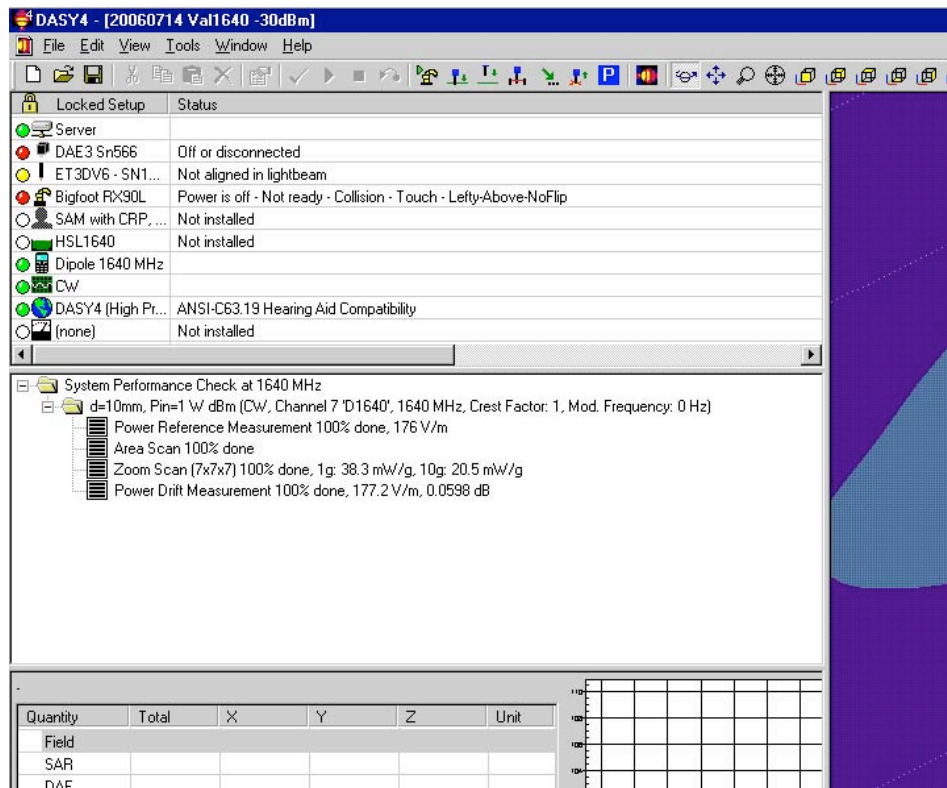 DASY4 - [20060714 Val1640 -30dBm]
File Edit View Tools Window Help
P
Locked Setup Status
Server
DAE3 Sn566 Off or disconnected
ET3DV6 - SN1... Not aligned in lightbeam
Bigfoot RX90L Power is off - Not ready - Collision - Touch - Lefty-Above-NoFlip
SAM with CRP, ... Not installed
HSL1640 Not installed
Dipole 1640 MHz
CW
DASY4 (High Pr... ANSI-C63.19 Hearing Aid Compatibility
(none) Not installed
System Performance Check at 1640 MHz
d=10mm, Pin=1 W dBm (CW, Channel 7 'D1640', 1640 MHz, Crest Factor: 1, Mod. Frequency: 0 Hz)
Power Reference Measurement 100% done, 176 V/m
Area Scan 100% done
Zoom Scan (7x7x7) 100% done, 1g: 38.3 mW/g, 10g: 20.5 mW/g
Power Drift Measurement 100% done, 177.2 V/m, 0.0598 dB
-
Quantity Total X Y Z Unit
Field
SAR
DAE